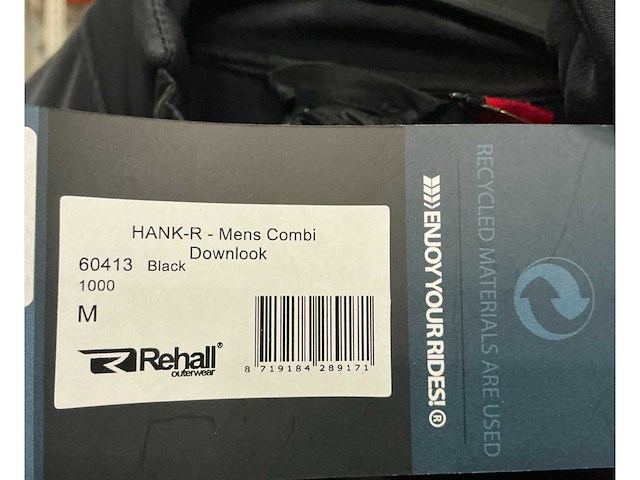 HANK-R - Mens Combi
Downlook
60413 Black
1000
M
Rehall®
outerwear
8 719184 289171
ENJOY YOUR RIDES!®
RECYCLED MATERIALS ARE USED